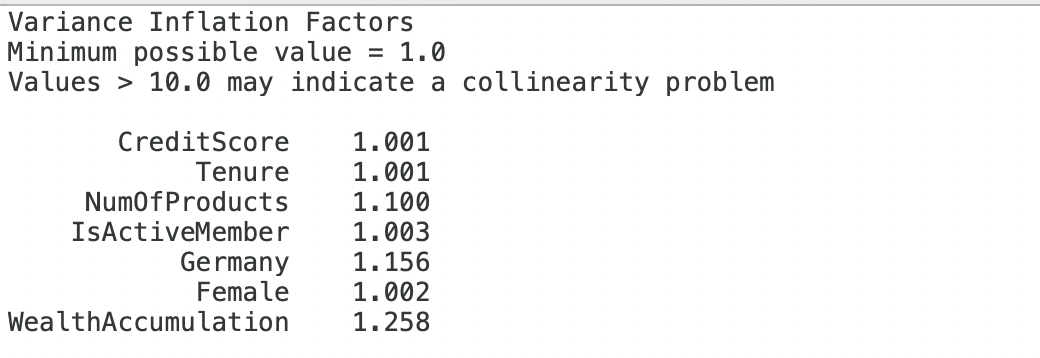 Variance Inflation Factors
Minimum possible value = 1.0
Values > 10.0 may indicate a collinearity problem
CreditScore 1.001
Tenure 1.001
NumOfProducts 1.100
IsActiveMember 1.003
Germany 1.156
Female 1.002
WealthAccumulation 1.258